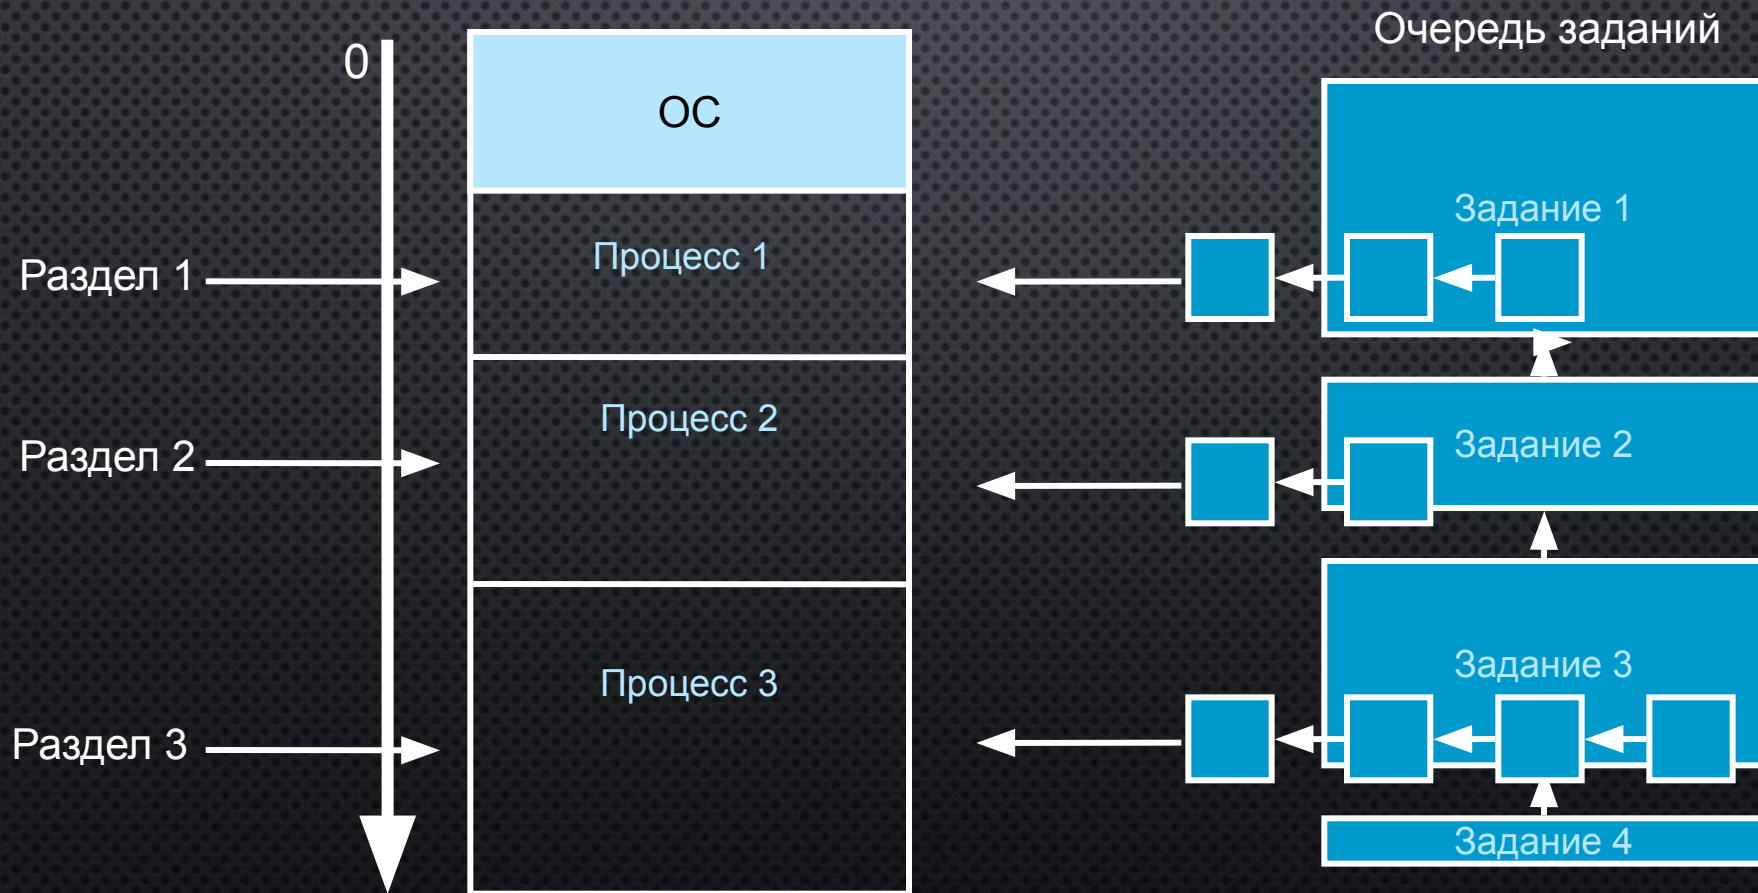 Очередь заданий
0
ОС
Процесс 1
Процесс 2
Процесс 3
Раздел 1
Раздел 2
Раздел 3
Задание 1
Задание 2
Задание 3
Задание 4